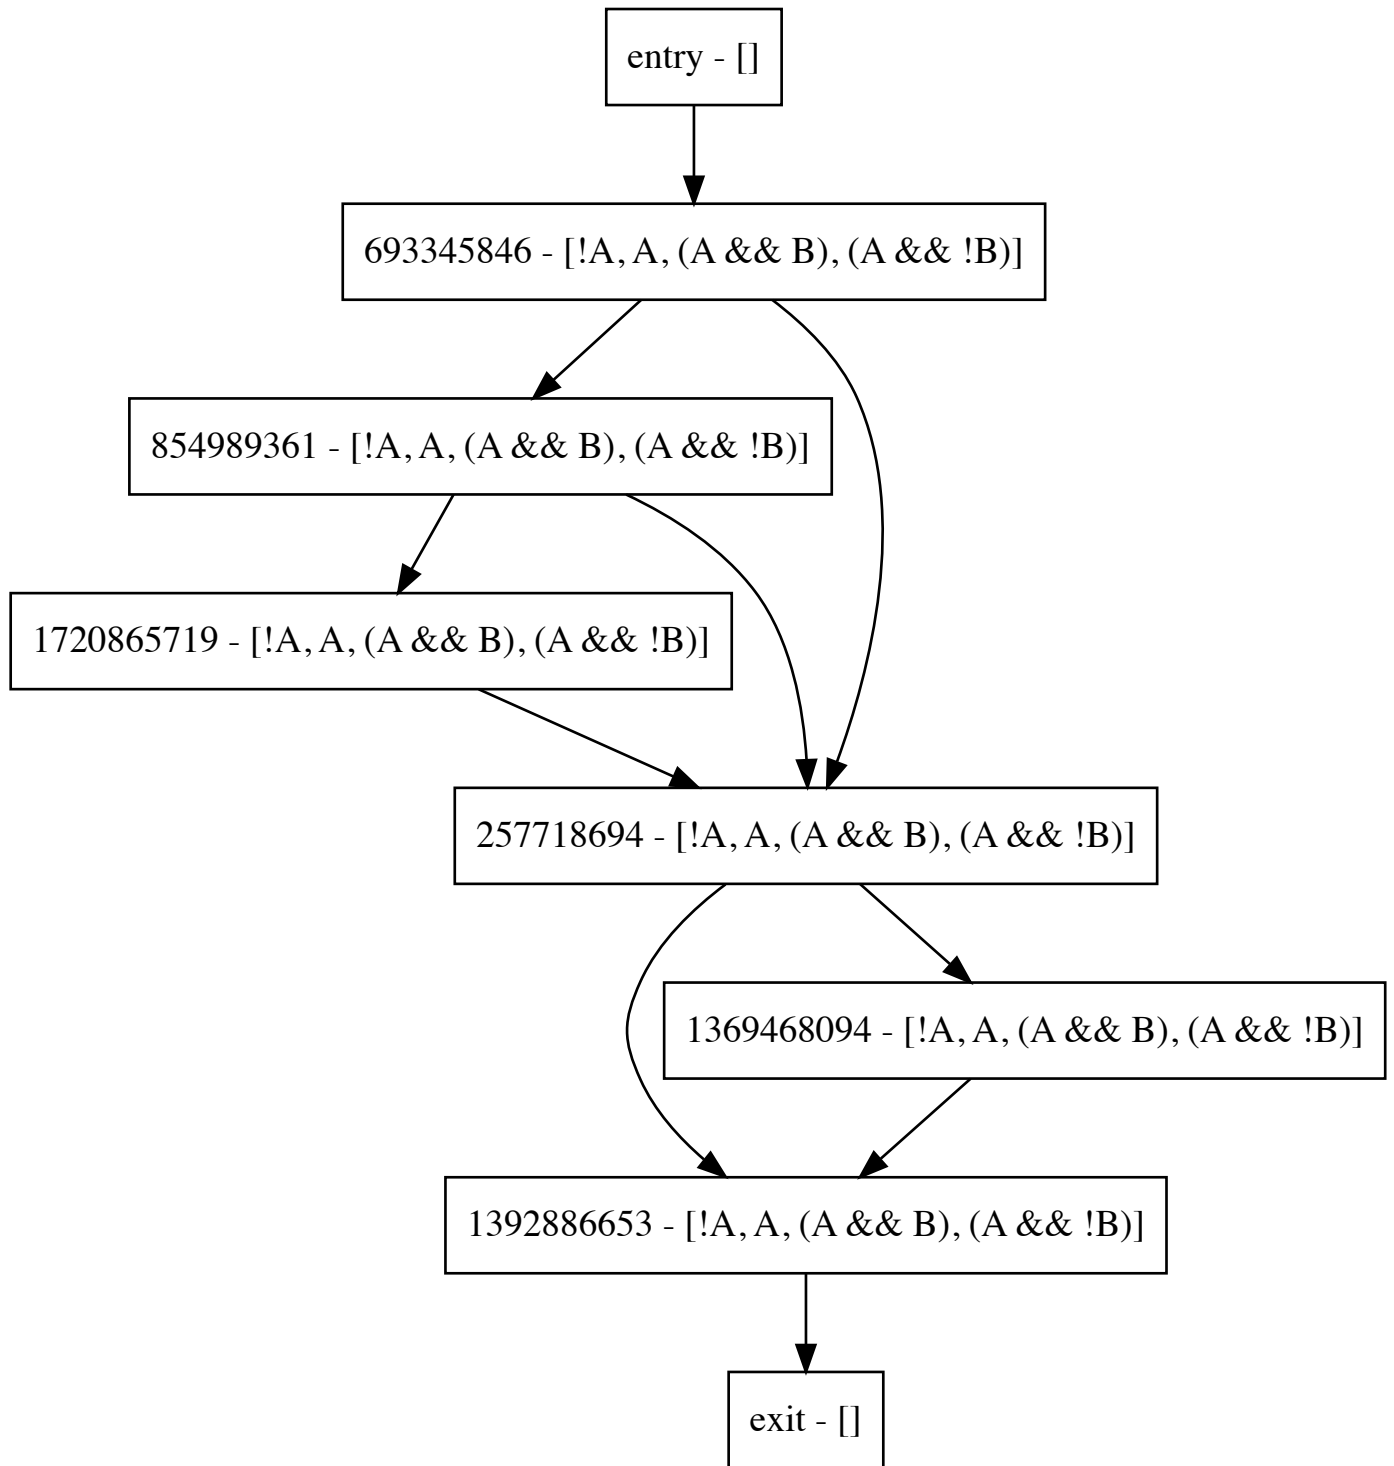 entry - []
693345846 - [!A, A, (A && B), (A && !B)]
854989361 - [!A, A, (A && B), (A && !B)]
1720865719 - [!A, A, (A && B), (A && !B)]
257718694 - [!A, A, (A && B), (A && !B)]
1369468094 - [!A, A, (A && B), (A && !B)]
1392886653 - [!A, A, (A && B), (A && !B)]
exit - []